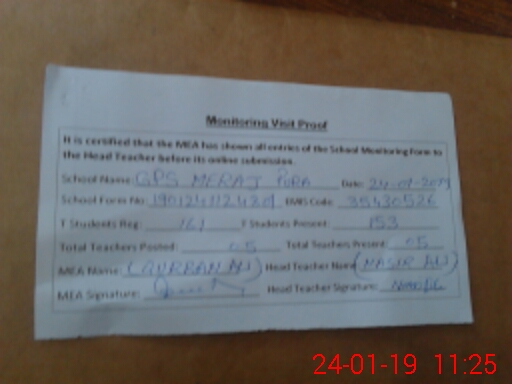 Monitoring Visit Proof
It is certified that the MEA has shown all entries of the School Monitoring Form to
the Head Teacher before its online submission.
School Name: GPS MERAJ PURA Date: 24-01-2019
School Form No: EMIS Code: 35430526
T Students Reg: 161 T Students Present: 153
Total Teachers Posted: 05 Total Teachers Present: 05
MEA Name: ( ALI) Head Teacher Name (NASIR ALI)
MEA Signature: Head Teacher Signature:
24-01-19 11:25